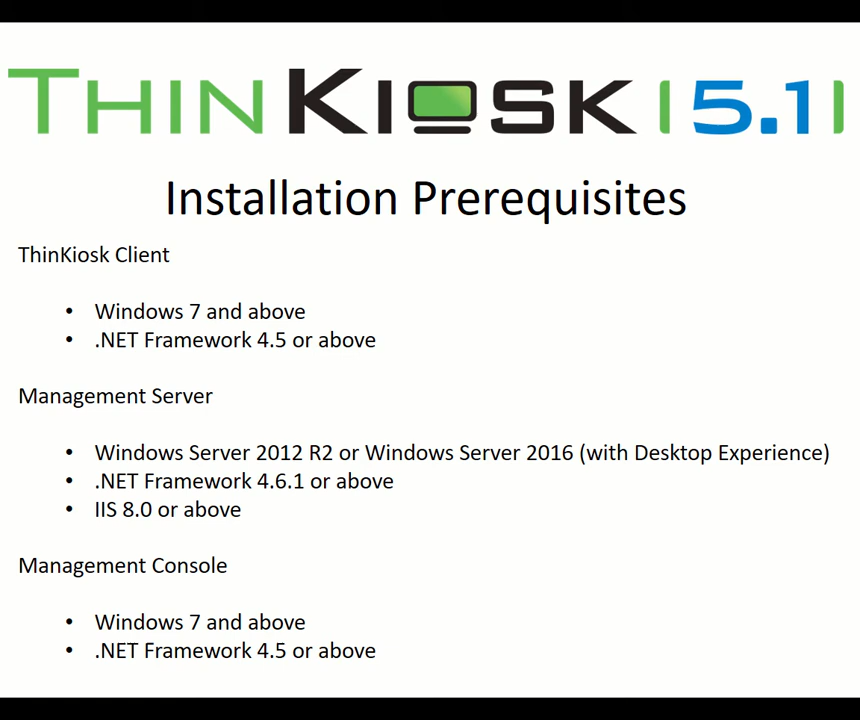 THINKIOSK | 5.1 |
Installation Prerequisites
ThinKiosk Client
• Windows 7 and above
• .NET Framework 4.5 or above
Management Server
• Windows Server 2012 R2 or Windows Server 2016 (with Desktop Experience)
• .NET Framework 4.6.1 or above
• IIS 8.0 or above
Management Console
• Windows 7 and above
• .NET Framework 4.5 or above